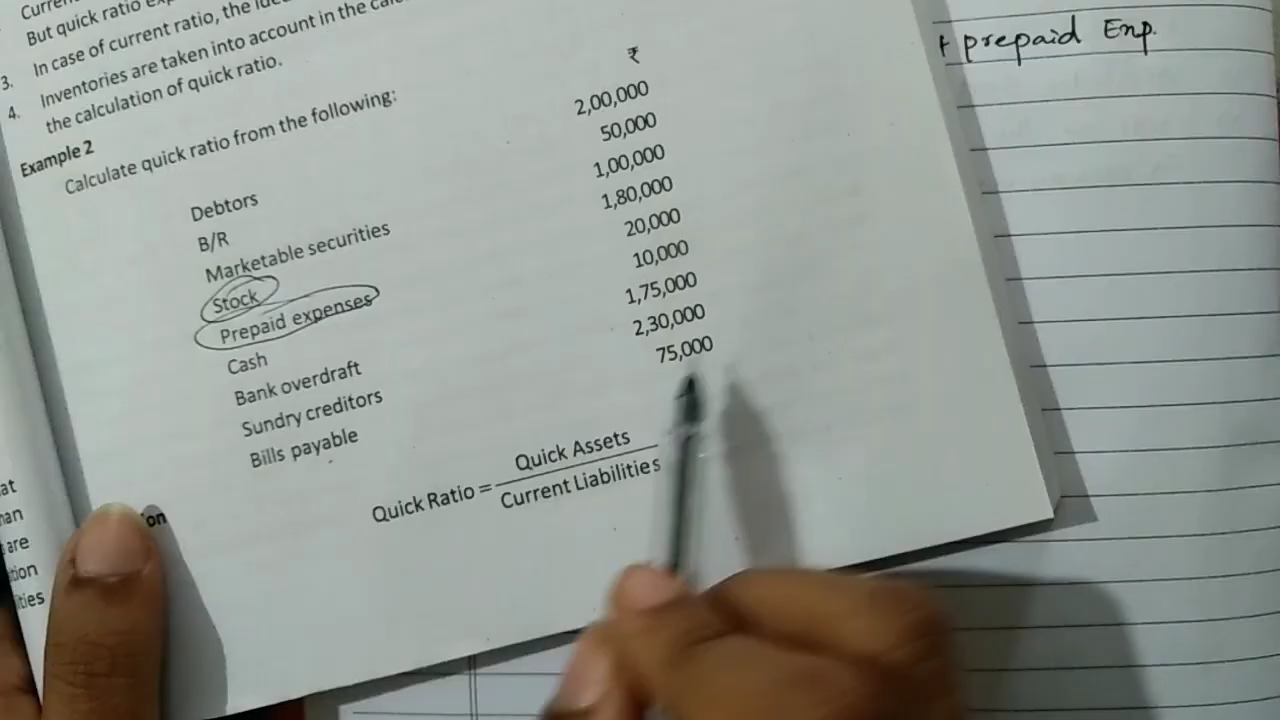 But quick ratio
3. In case of current ratio, the
4. Inventories are taken into account in the
the calculation of quick ratio.
Example 2
Calculate quick ratio from the following:
₹
Debtors 2,00,000
B/R 50,000
Marketable securities 1,00,000
Stock 1,80,000
Prepaid expenses 20,000
Cash 10,000
Bank overdraft 1,75,000
Sundry creditors 2,30,000
Bills payable 75,000
Quick Ratio = Quick Assets
Current Liabilities
+ prepaid Enp.
are